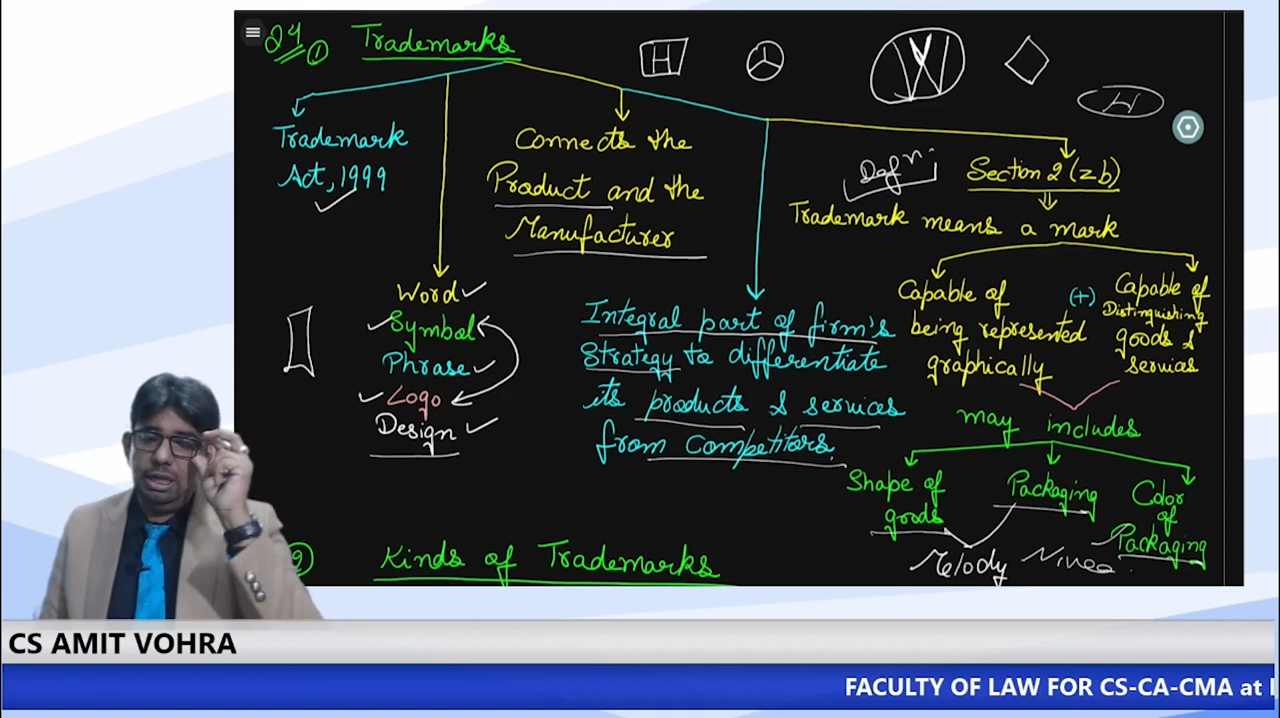 24 ① Trademarks
H
W
H
Trademark
Act, 1999
Connects the
Product and the
Manufacturer
Defn:
Section 2 (zb)
Trademark means a mark
Word
Symbol
Phrase
Logo
Design
Integral part of firm's
Strategy to differentiate
its products & services
from competitors.
Capable of
being represented
graphically
(+)
Capable of
Distinguishing
goods &
services
may includes
Shape of
goods
Packaging
Color
of
Packaging
Melody
Nivea
Kinds of Trademarks
CS AMIT VOHRA
FACULTY OF LAW FOR CS-CA-CMA at